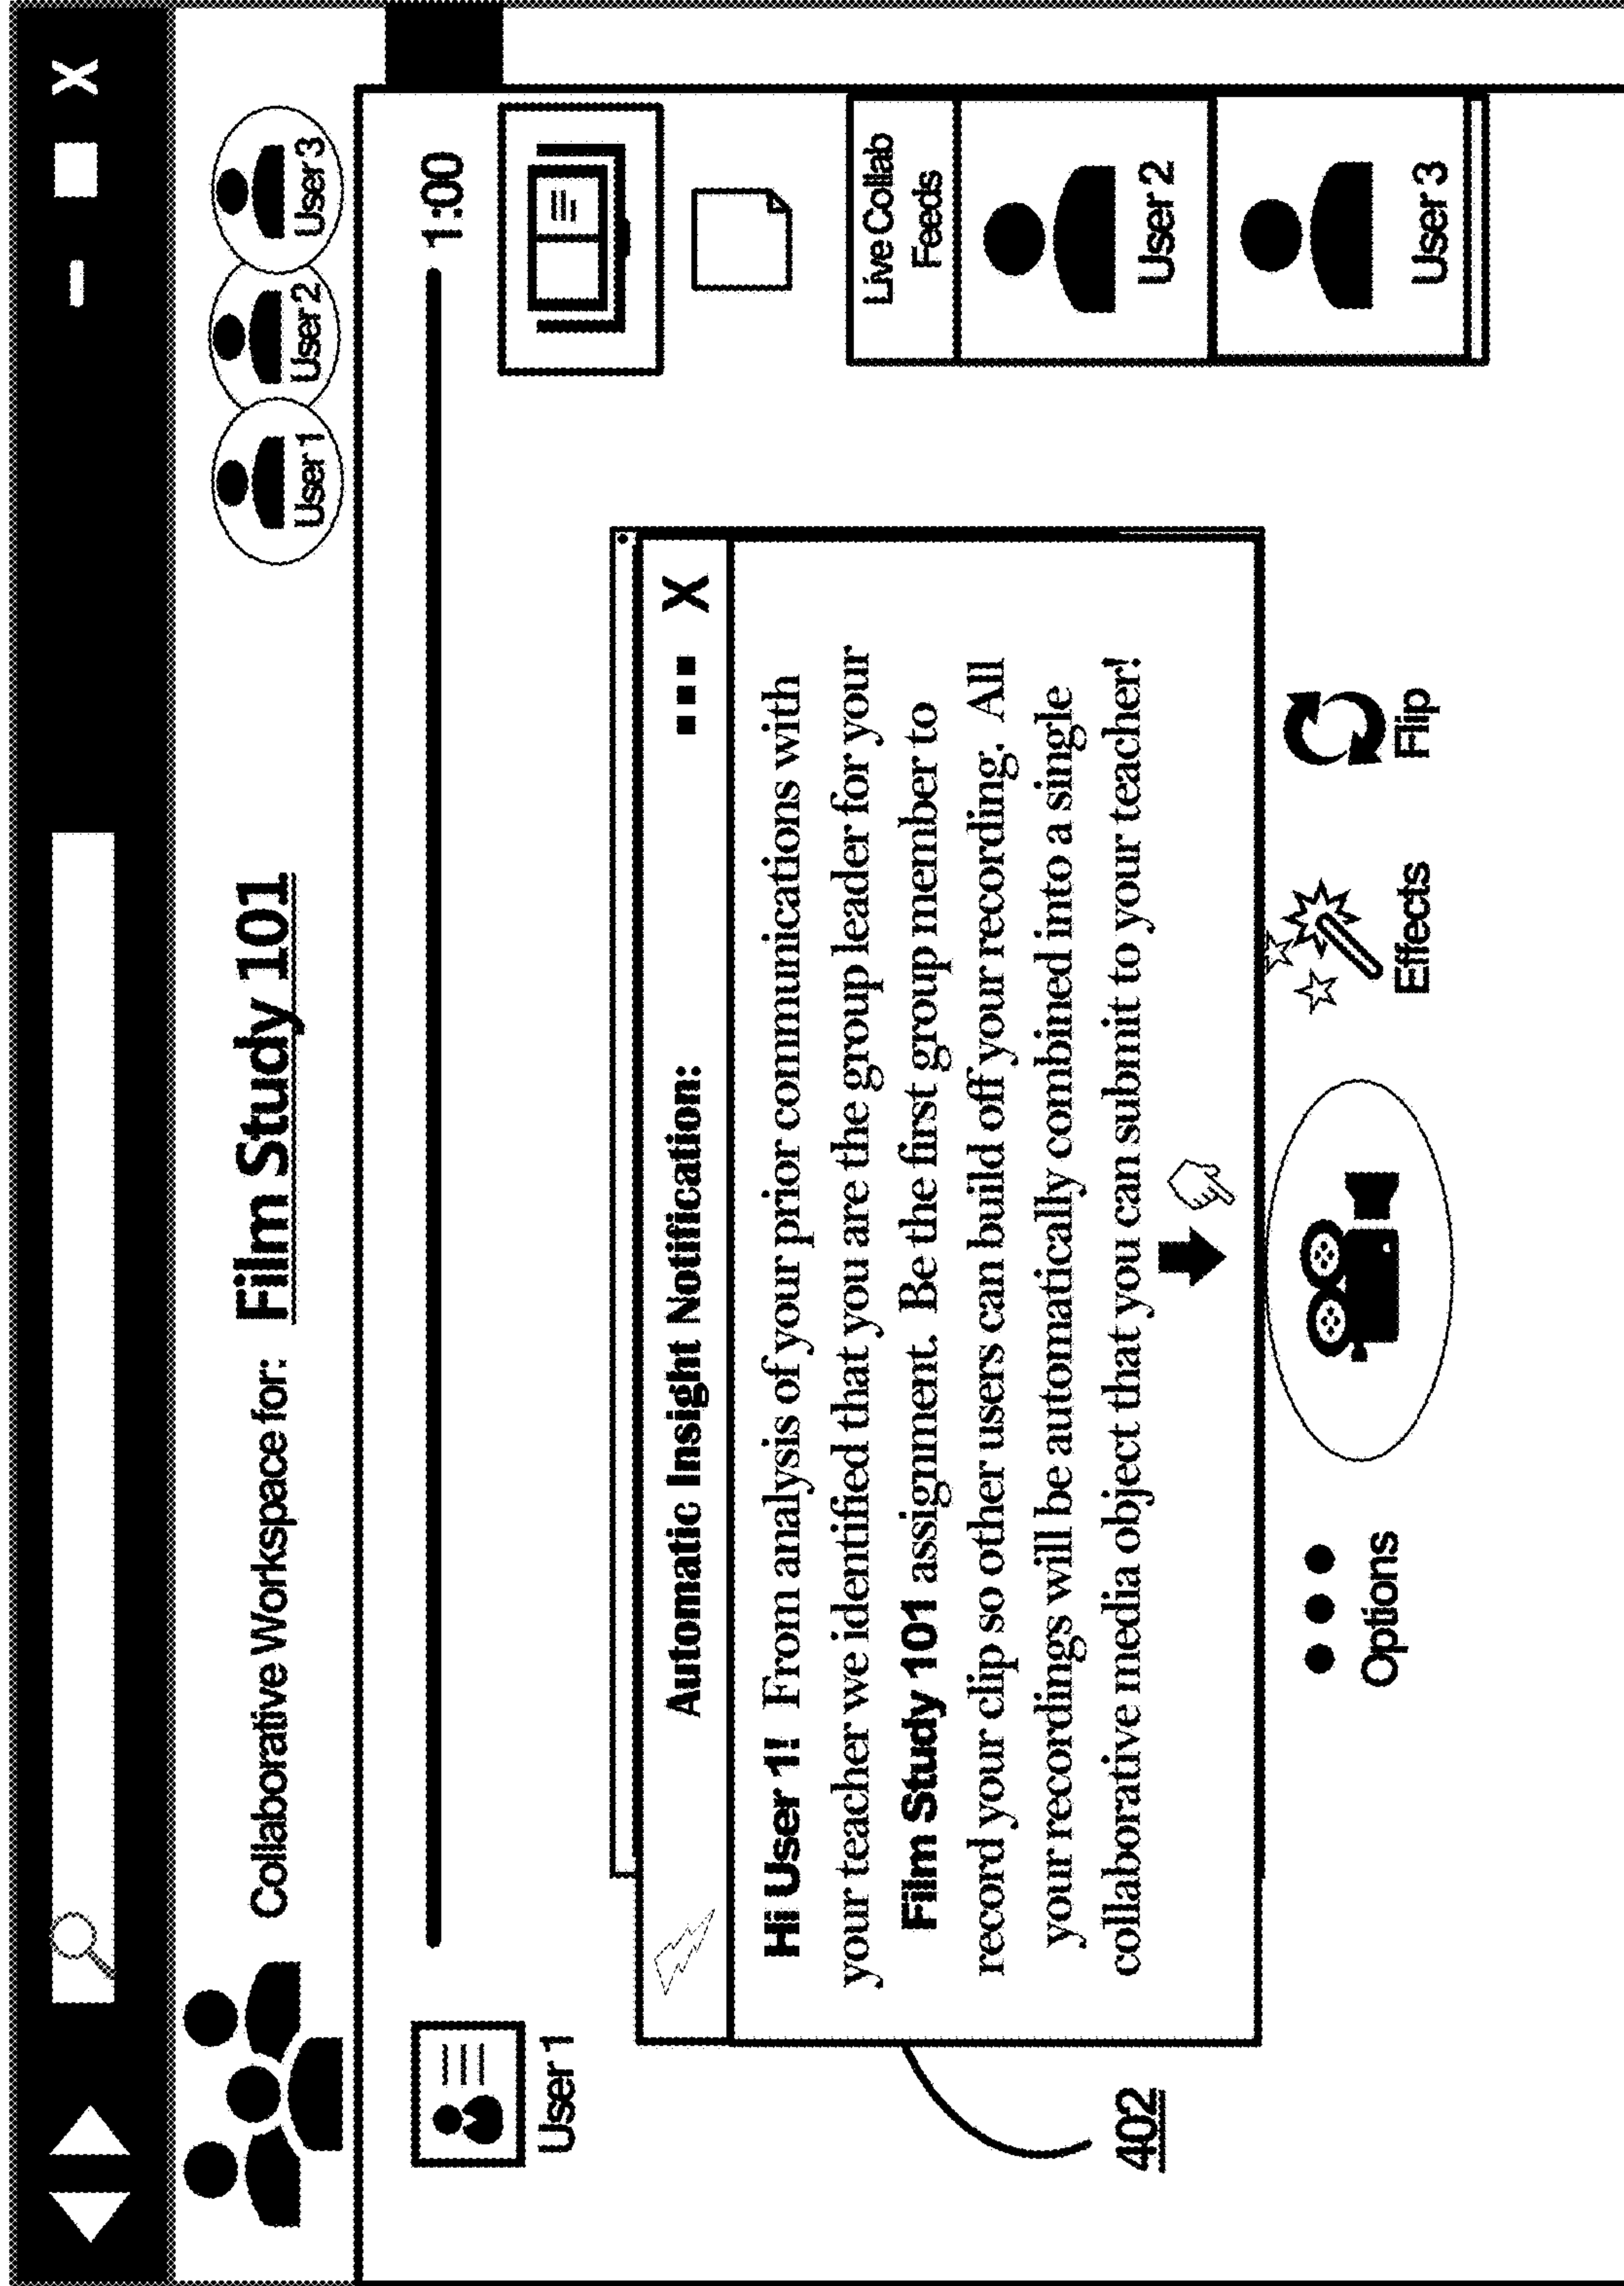 X
Collaborative Workspace for: Film Study 101
User 1
User 2
User 3
User 1
1:00
Automatic Insight Notification:
X
Hi User 1! From analysis of your prior communications with
your teacher we identified that you are the group leader for your
Film Study 101 assignment. Be the first group member to
record your clip so other users can build off your recording. All
your recordings will be automatically combined into a single
collaborative media object that you can submit to your teacher!
402
Live Collab
Feeds
User 2
User 3
Options
Effects
Flip